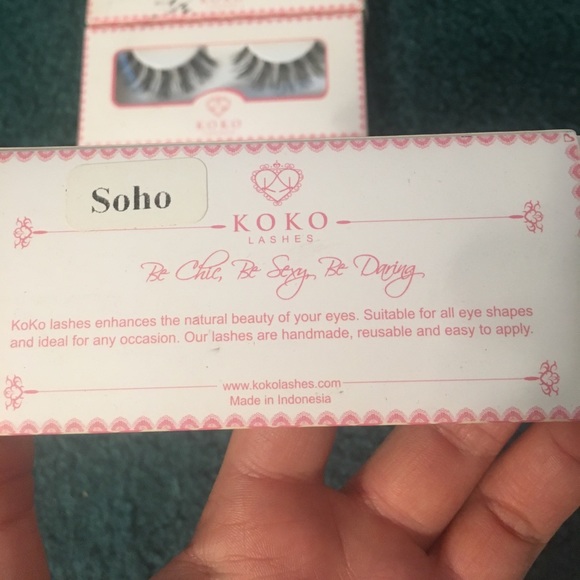 KOKO
Soho
KOKO
LASHES
Be Chic, Be Sexy, Be Daring
KoKo lashes enhances the natural beauty of your eyes. Suitable for all eye shapes
and ideal for any occasion. Our lashes are handmade, reusable and easy to apply.
www.kokolashes.com
Made in Indonesia